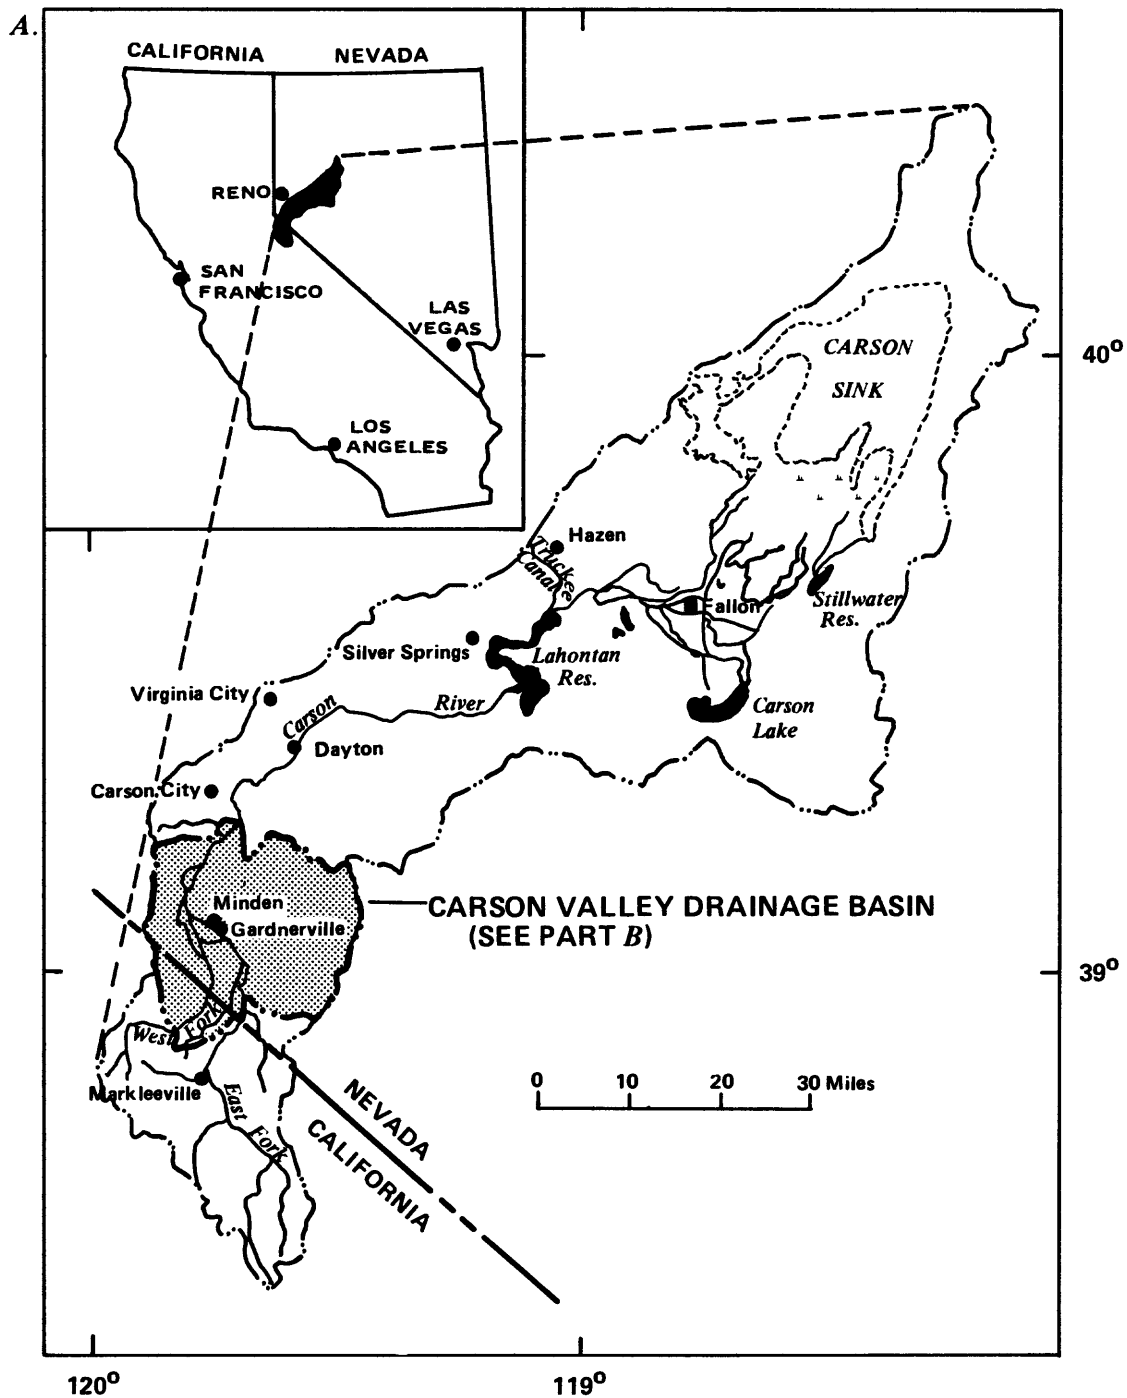 A.
CALIFORNIA NEVADA
RENO
SAN
FRANCISCO
LAS
VEGAS
LOS
ANGELES
CARSON
SINK
40°
Hazen
Truckee
Canal
Fallon
Stillwater
Res.
Silver Springs
Lahontan
Res.
Virginia City
Carson River
Carson
Lake
Dayton
Carson City
Minden
Gardnerville
CARSON VALLEY DRAINAGE BASIN
(SEE PART B)
39°
West Fork
Markleeville
East Fork
0 10 20 30 Miles
NEVADA
CALIFORNIA
120° 119°